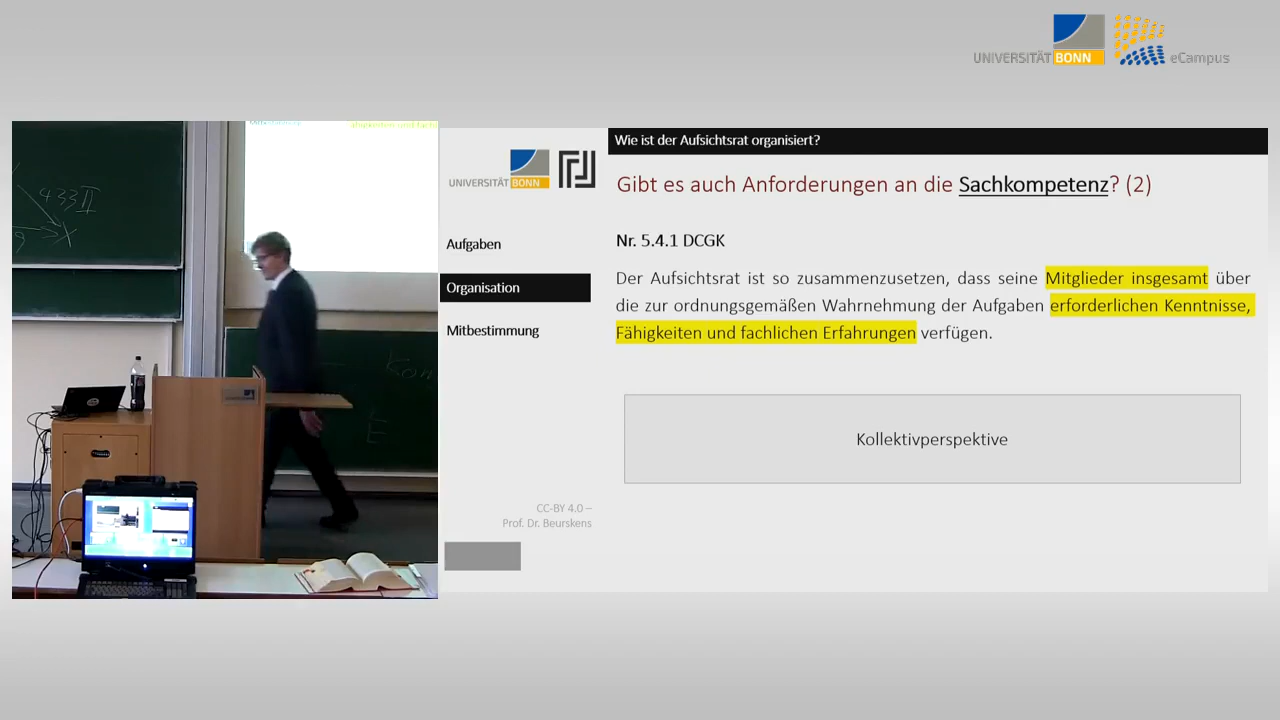 UNIVERSITÄT BONN
eCampus
433 II
X
Kon
E
UNIVERSITÄT BONN
Aufgaben
Organisation
Mitbestimmung
CC-BY 4.0 –
Prof. Dr. Beurskens
Wie ist der Aufsichtsrat organisiert?
Gibt es auch Anforderungen an die Sachkompetenz? (2)
Nr. 5.4.1 DCGK
Der Aufsichtsrat ist so zusammenzusetzen, dass seine Mitglieder insgesamt über
die zur ordnungsgemäßen Wahrnehmung der Aufgaben erforderlichen Kenntnisse,
Fähigkeiten und fachlichen Erfahrungen verfügen.
Kollektivperspektive